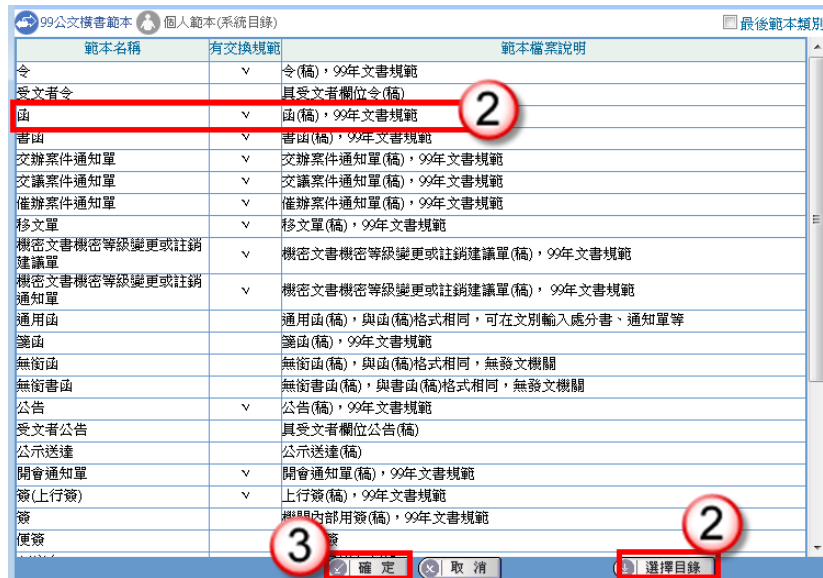 99公文橫書範本 個人範本(系統目錄) 最後範本類別
範本名稱 有交換規範 範本檔案說明
令 v 令(稿)，99年文書規範
受文者令 具受文者欄位令(稿)
函 v 函(稿)，99年文書規範 2
書函 v 書函(稿)，99年文書規範
交辦案件通知單 v 交辦案件通知單(稿)，99年文書規範
交議案件通知單 v 交議案件通知單(稿)，99年文書規範
催辦案件通知單 v 催辦案件通知單(稿)，99年文書規範
移文單 v 移文單(稿)，99年文書規範
機密文書機密等級變更或註銷
建議單 v 機密文書機密等級變更或註銷建議單(稿)，99年文書規範
機密文書機密等級變更或註銷
通知單 v 機密文書機密等級變更或註銷建議單(稿)， 99年文書規範
通用函 通用函(稿)，與函(稿)格式相同，可在文別輸入處分書、通知單等
箋函 箋函(稿)，99年文書規範
無銜函 無銜函(稿)，與函(稿)格式相同，無發文機關
無銜書函 無銜書函(稿)，與書函(稿)格式相同，無發文機關
公告 v 公告(稿)，99年文書規範
受文者公告 具受文者欄位公告(稿)
公示送達 公示送達(稿)
開會通知單 v 開會通知單(稿)，99年文書規範
簽(上行簽) v 上行簽(稿)，99年文書規範
簽 機關內部用簽(稿)，99年文書規範
便簽 簽
3 確 定 取 消 2 選擇目錄